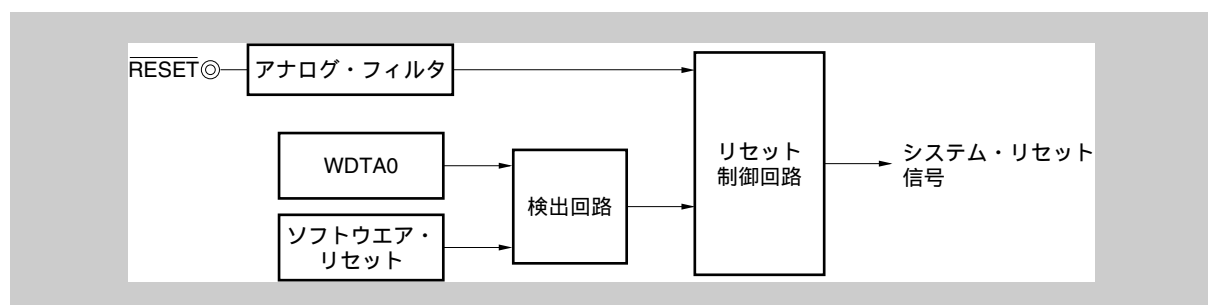 RESET
アナログ・フィルタ
WDTA0
ソフトウエア・
リセット
検出回路
リセット
制御回路
システム・リセット
信号